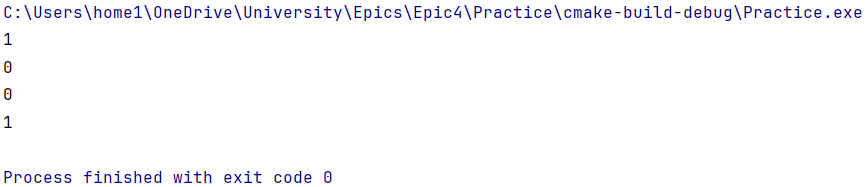 C:\Users\home1\OneDrive\University\Epics\Epic4\Practice\cmake-build-debug\Practice.exe
1
0
0
1
Process finished with exit code 0